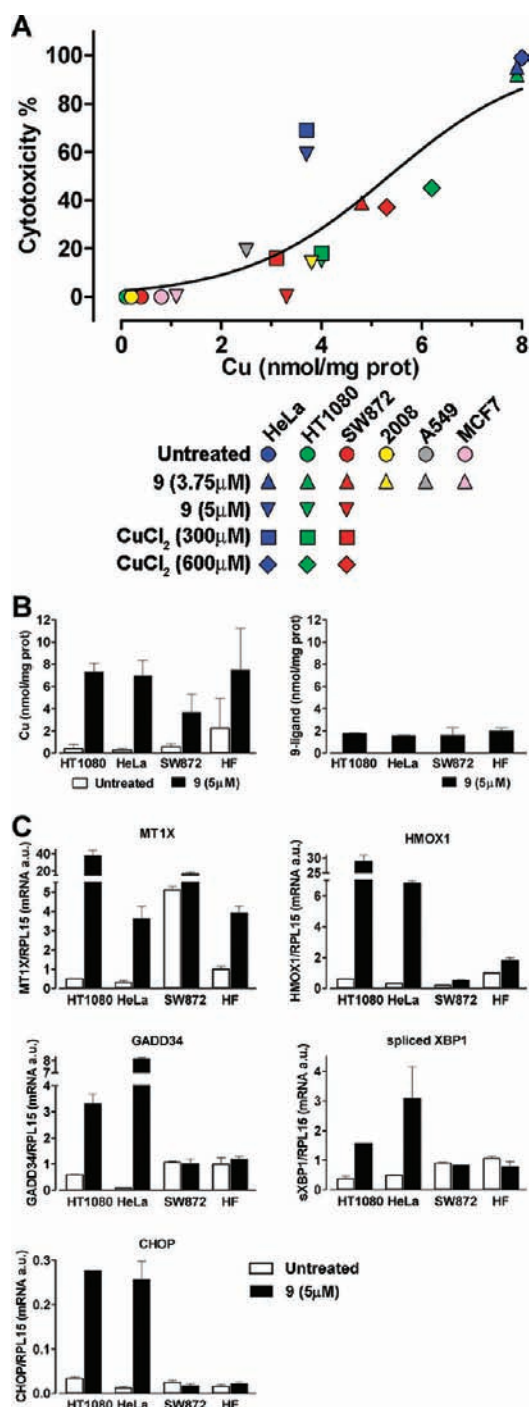 A
Cytotoxicity %
100
80
60
40
20
0
0 2 4 6 8
Cu (nmol/mg prot)
HeLa HT1080 SW872 2008 A549 MCF7
Untreated
9 (3.75μM)
9 (5μM)
CuCl2 (300μM)
CuCl2 (600μM)
B
Cu (nmol/mg prot)
12
10
8
6
4
2
0
HT1080 HeLa SW872 HF
Untreated 9 (5μM)
9-ligand (nmol/mg prot)
12
10
8
6
4
2
0
HT1080 HeLa SW872 HF
9 (5μM)
C
MT1X
MT1X/RPL15 (mRNA a.u.)
40
20
6
4
2
0
HT1080 HeLa SW872 HF
HMOX1
HMOX1/RPL15 (mRNA a.u.)
30
25
6
4
2
0
HT1080 HeLa SW872 HF
GADD34
GADD34/RPL15 (mRNA a.u.)
8
7
4
3
2
1
0
HT1080 HeLa SW872 HF
spliced XBP1
sXBP1/RPL15 (mRNA a.u.)
4
2
0
HT1080 HeLa SW872 HF
CHOP
CHOP/RPL15 (mRNA a.u.)
0.3
0.2
0.1
0.0
HT1080 HeLa SW872 HF
Untreated
9 (5μM)